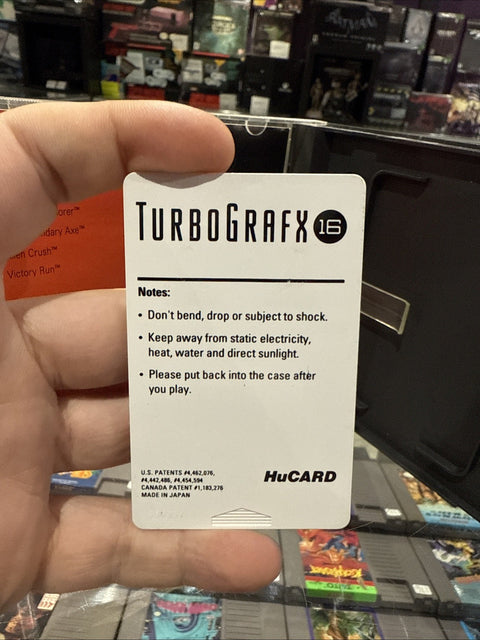 TURBOGRAFX 16
Notes:
• Don't bend, drop or subject to shock.
• Keep away from static electricity,
heat, water and direct sunlight.
• Please put back into the case after
you play.
U.S. PATENTS #4,462,076,
#4,442,486, #4,454,594
CANADA PATENT #1,183,276
MADE IN JAPAN
HuCARD
Crush™
Victory Run™